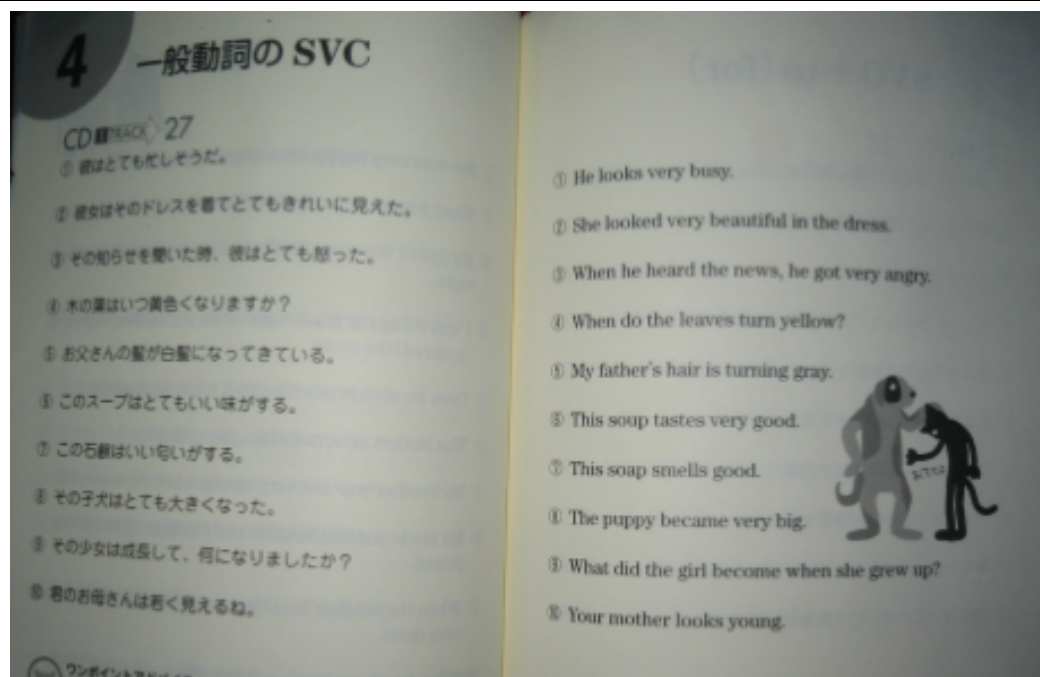 4 一般動詞の SVC
CD TRACK 27
① 彼はとても忙しそうだ。
② 彼女はそのドレスを着てとてもきれいに見えた。
③ その知らせを聞いた時、彼はとても怒った。
④ 木の葉はいつ黄色くなりますか？
⑤ お父さんの髪が白髪になってきている。
⑥ このスープはとてもいい味がする。
⑦ この石鹸はいい匂いがする。
⑧ その子犬はとても大きくなった。
⑨ その少女は成長して、何になりましたか？
⑩ 君のお母さんは若く見えるね。
ワンポイントアドバイス
① He looks very busy.
② She looked very beautiful in the dress.
③ When he heard the news, he got very angry.
④ When do the leaves turn yellow?
⑤ My father's hair is turning gray.
⑥ This soup tastes very good.
⑦ This soap smells good.
⑧ The puppy became very big.
⑨ What did the girl become when she grew up?
⑩ Your mother looks young.